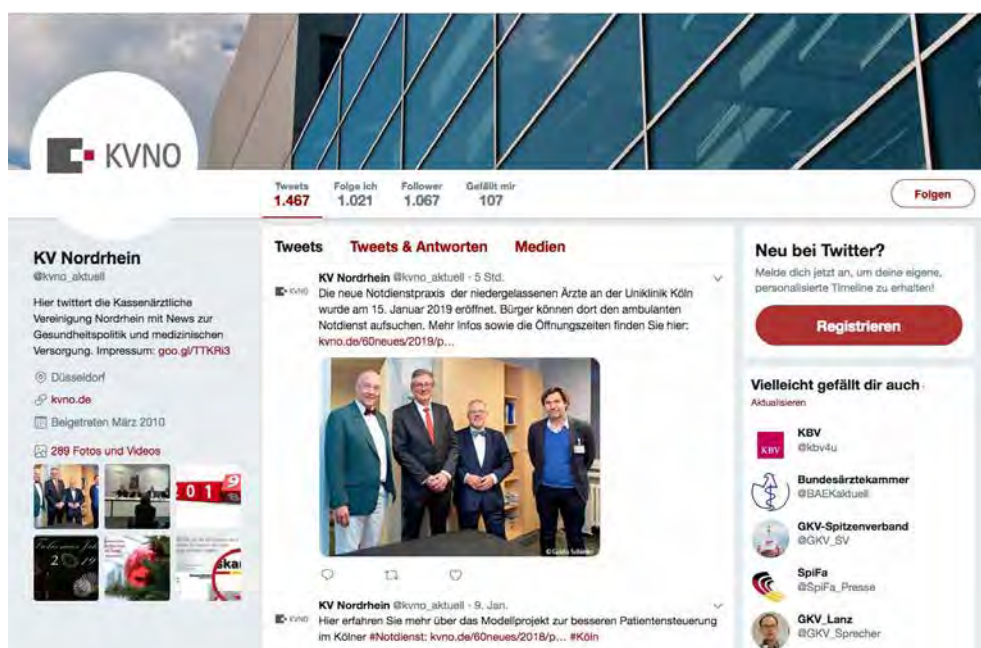 KVNO
Tweets
1.467
Folge ich
1.021
Follower
1.067
Gefällt mir
107
Folgen
KV Nordrhein
@kvno_aktuell
Hier twittert die Kassenärztliche
Vereinigung Nordrhein mit News zur
Gesundheitspolitik und medizinischen
Versorgung. Impressum: goo.gl/TTKRi3
Düsseldorf
kvno.de
Beigetreten März 2010
289 Fotos und Videos
2019
2019
Tweets
Tweets & Antworten
Medien
KV Nordrhein @kvno_aktuell · 5 Std.
KVNO
Die neue Notdienstpraxis der niedergelassenen Ärzte an der Uniklinik Köln
wurde am 15. Januar 2019 eröffnet. Bürger können dort den ambulanten
Notdienst aufsuchen. Mehr Infos sowie die Öffnungszeiten finden Sie hier:
kvno.de/60neues/2019/p...
KV Nordrhein @kvno_aktuell · 9. Jan.
KVNO
Hier erfahren Sie mehr über das Modellprojekt zur besseren Patientensteuerung
im Kölner #Notdienst: kvno.de/60neues/2018/p... #Köln
Neu bei Twitter?
Melde dich jetzt an, um deine eigene,
personalisierte Timeline zu erhalten!
Registrieren
Vielleicht gefällt dir auch ·
Aktualisieren
KBV
KBV
@kbv4u
Bundesärztekammer
@BAEKaktuell
GKV-Spitzenverband
@GKV_SV
SpiFa
@SpiFa_Presse
GKV_Lanz
@GKV_Sprecher